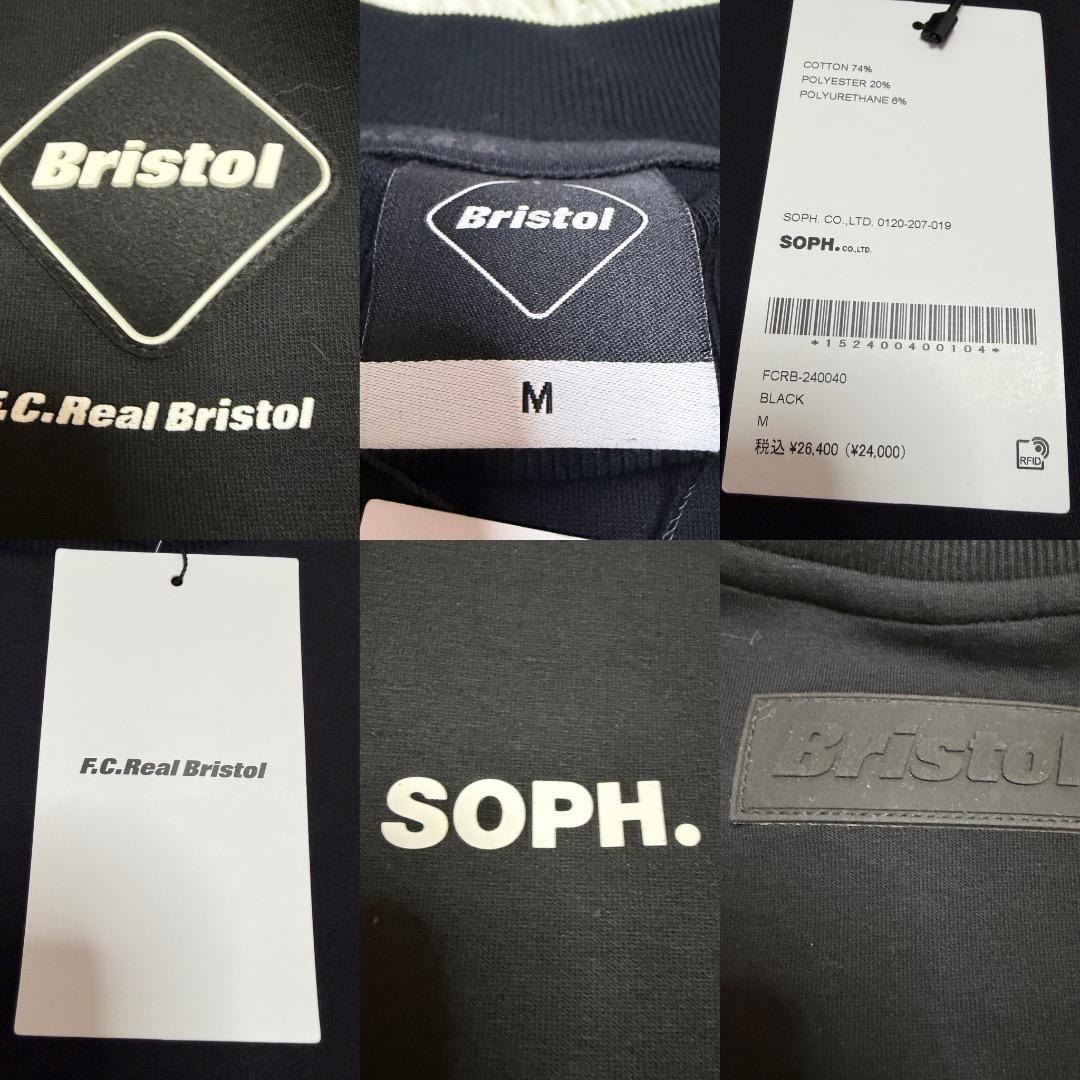 Bristol
F.C.Real Bristol
Bristol
M
COTTON 74%
POLYESTER 20%
POLYURETHANE 6%
SOPH. CO.,LTD. 0120-207-019
SOPH. CO.,LTD.
*152400400104*
FCRB-240040
BLACK
M
税込 ¥26,400 (¥24,000)
RFID
F.C.Real Bristol
SOPH.
Bristol